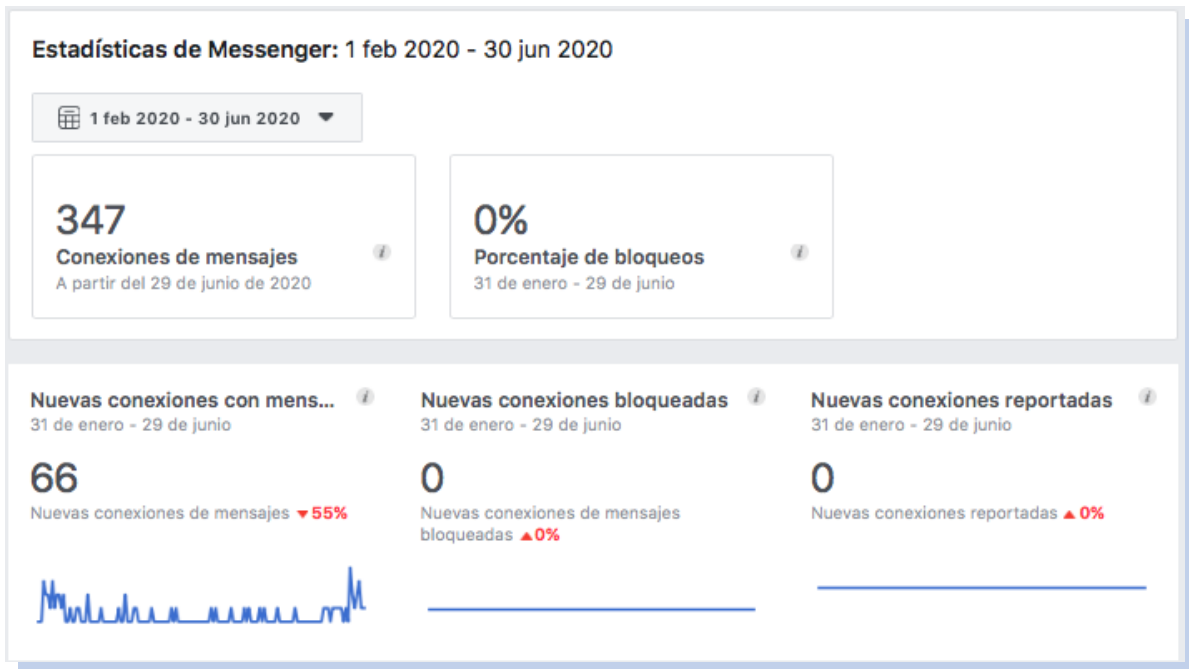 Estadísticas de Messenger: 1 feb 2020 - 30 jun 2020
1 feb 2020 - 30 jun 2020
347
Conexiones de mensajes
A partir del 29 de junio de 2020
0%
Porcentaje de bloqueos
31 de enero - 29 de junio
Nuevas conexiones con mens...
31 de enero - 29 de junio
66
Nuevas conexiones de mensajes ▼55%
Nuevas conexiones bloqueadas
31 de enero - 29 de junio
0
Nuevas conexiones de mensajes
bloqueadas ▲0%
Nuevas conexiones reportadas
31 de enero - 29 de junio
0
Nuevas conexiones reportadas ▲ 0%